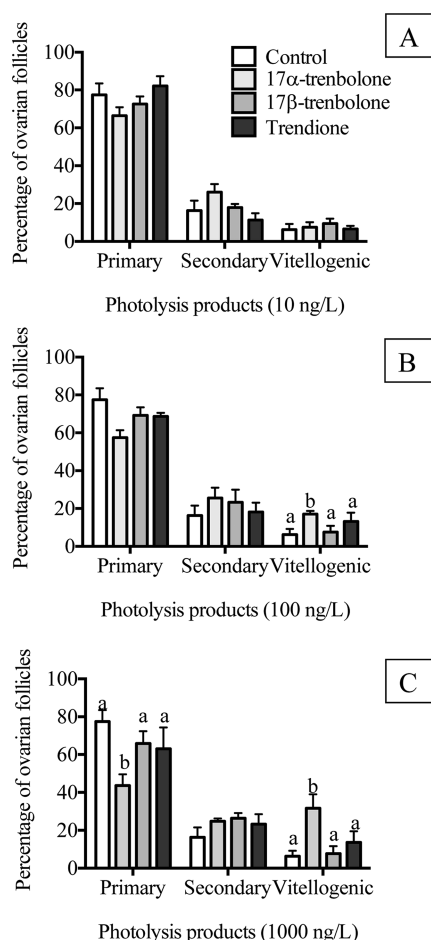 A
Percentage of ovarian follicles
100
80
60
40
20
0
Control
17α-trenbolone
17β-trenbolone
Trendione
Primary Secondary Vitellogenic
Photolysis products (10 ng/L)
B
Percentage of ovarian follicles
100
80
60
40
20
0
a b a a
Primary Secondary Vitellogenic
Photolysis products (100 ng/L)
C
Percentage of ovarian follicles
100
80
60
40
20
0
a b a a
a b a a
Primary Secondary Vitellogenic
Photolysis products (1000 ng/L)